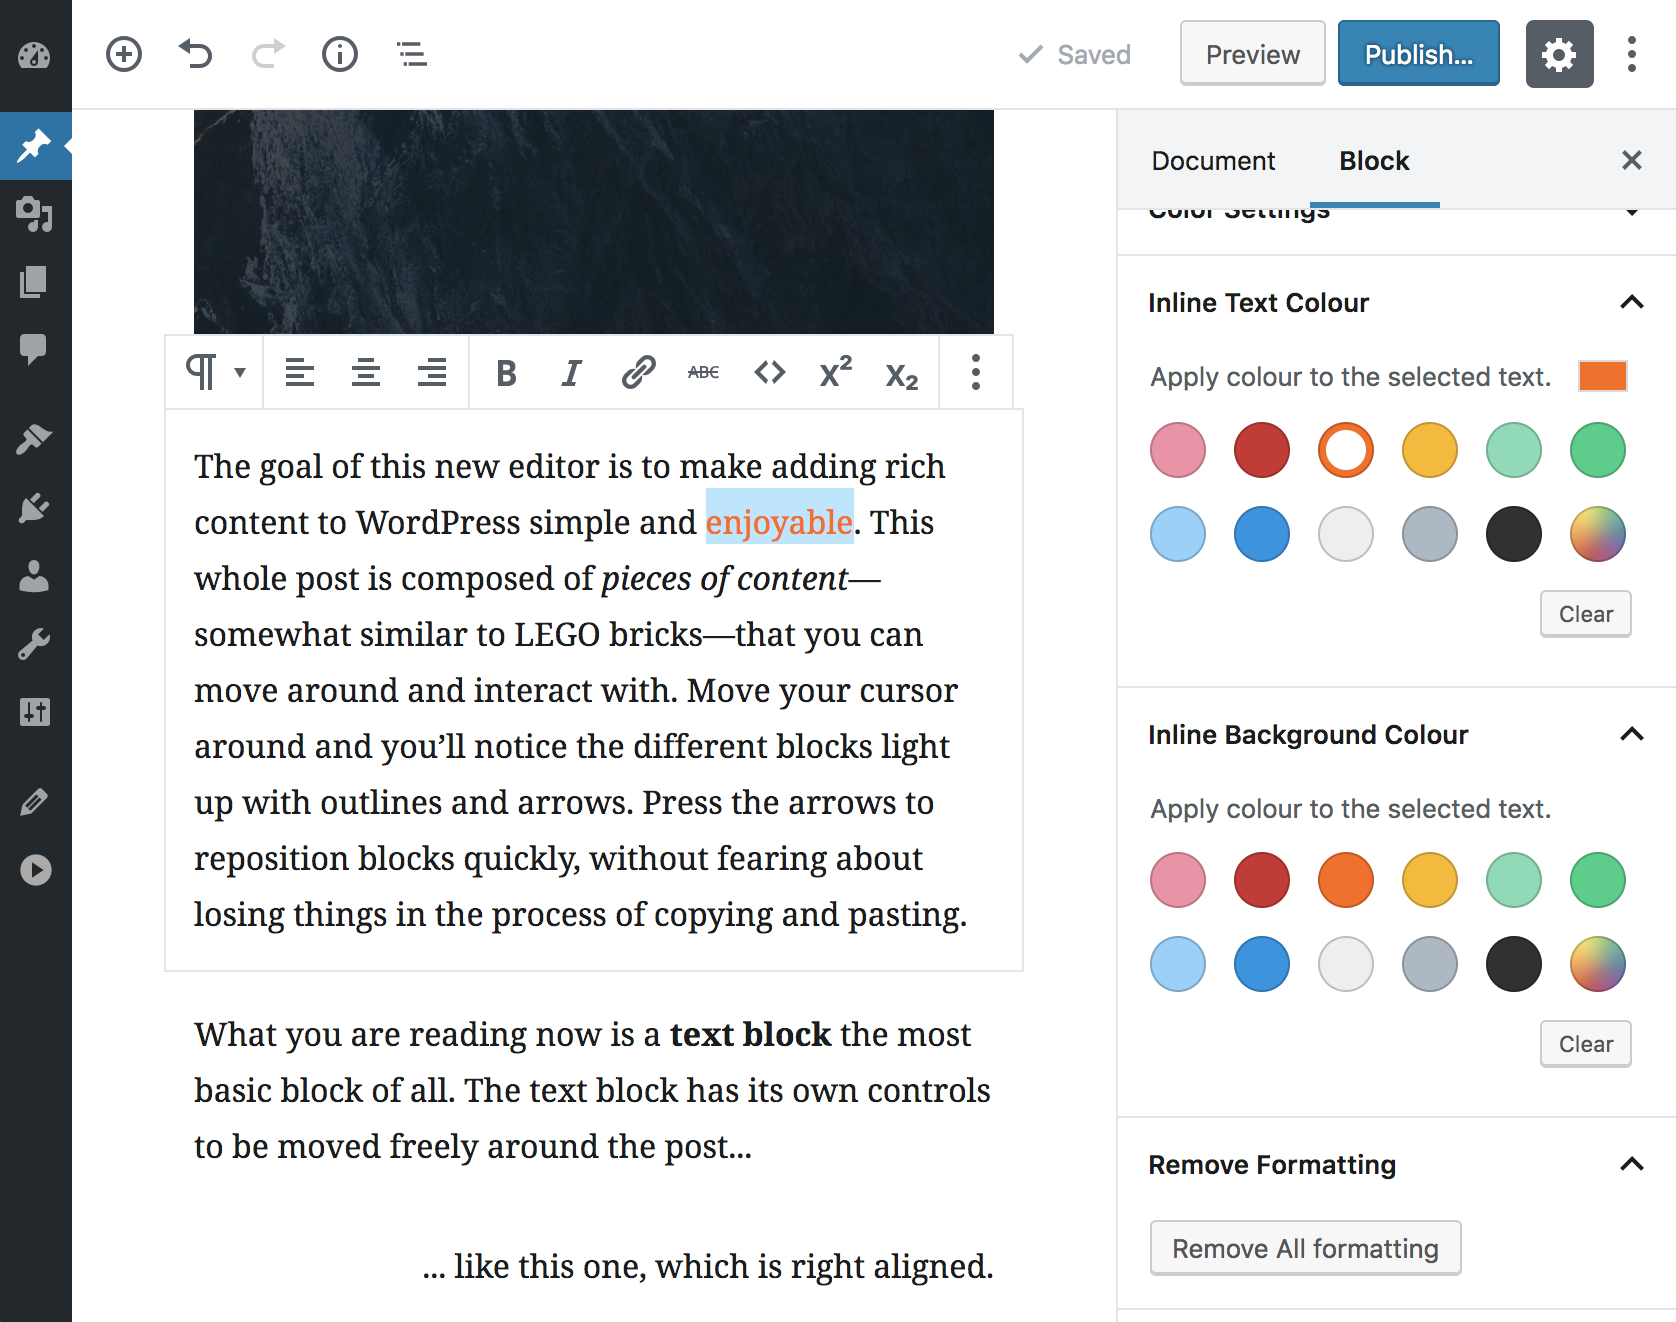 Saved
Preview
Publish...
Document
Block
Color Settings
B I ABC X² X₂
The goal of this new editor is to make adding rich
content to WordPress simple and enjoyable. This
whole post is composed of pieces of content—
somewhat similar to LEGO bricks—that you can
move around and interact with. Move your cursor
around and you’ll notice the different blocks light
up with outlines and arrows. Press the arrows to
reposition blocks quickly, without fearing about
losing things in the process of copying and pasting.
What you are reading now is a text block the most
basic block of all. The text block has its own controls
to be moved freely around the post...
... like this one, which is right aligned.
Inline Text Colour
Apply colour to the selected text.
Clear
Inline Background Colour
Apply colour to the selected text.
Clear
Remove Formatting
Remove All formatting